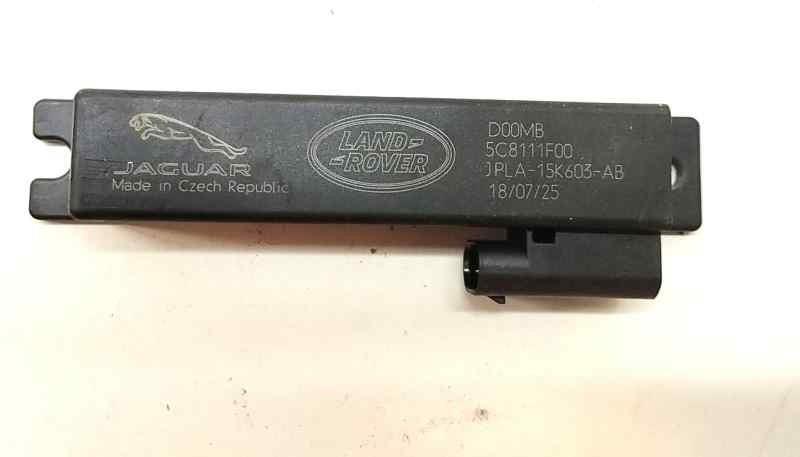 JAGUAR
Made in Czech Republic
LAND-
-ROVER
D00MB
5C8111F00
JPLA-15K603-AB
18/07/25